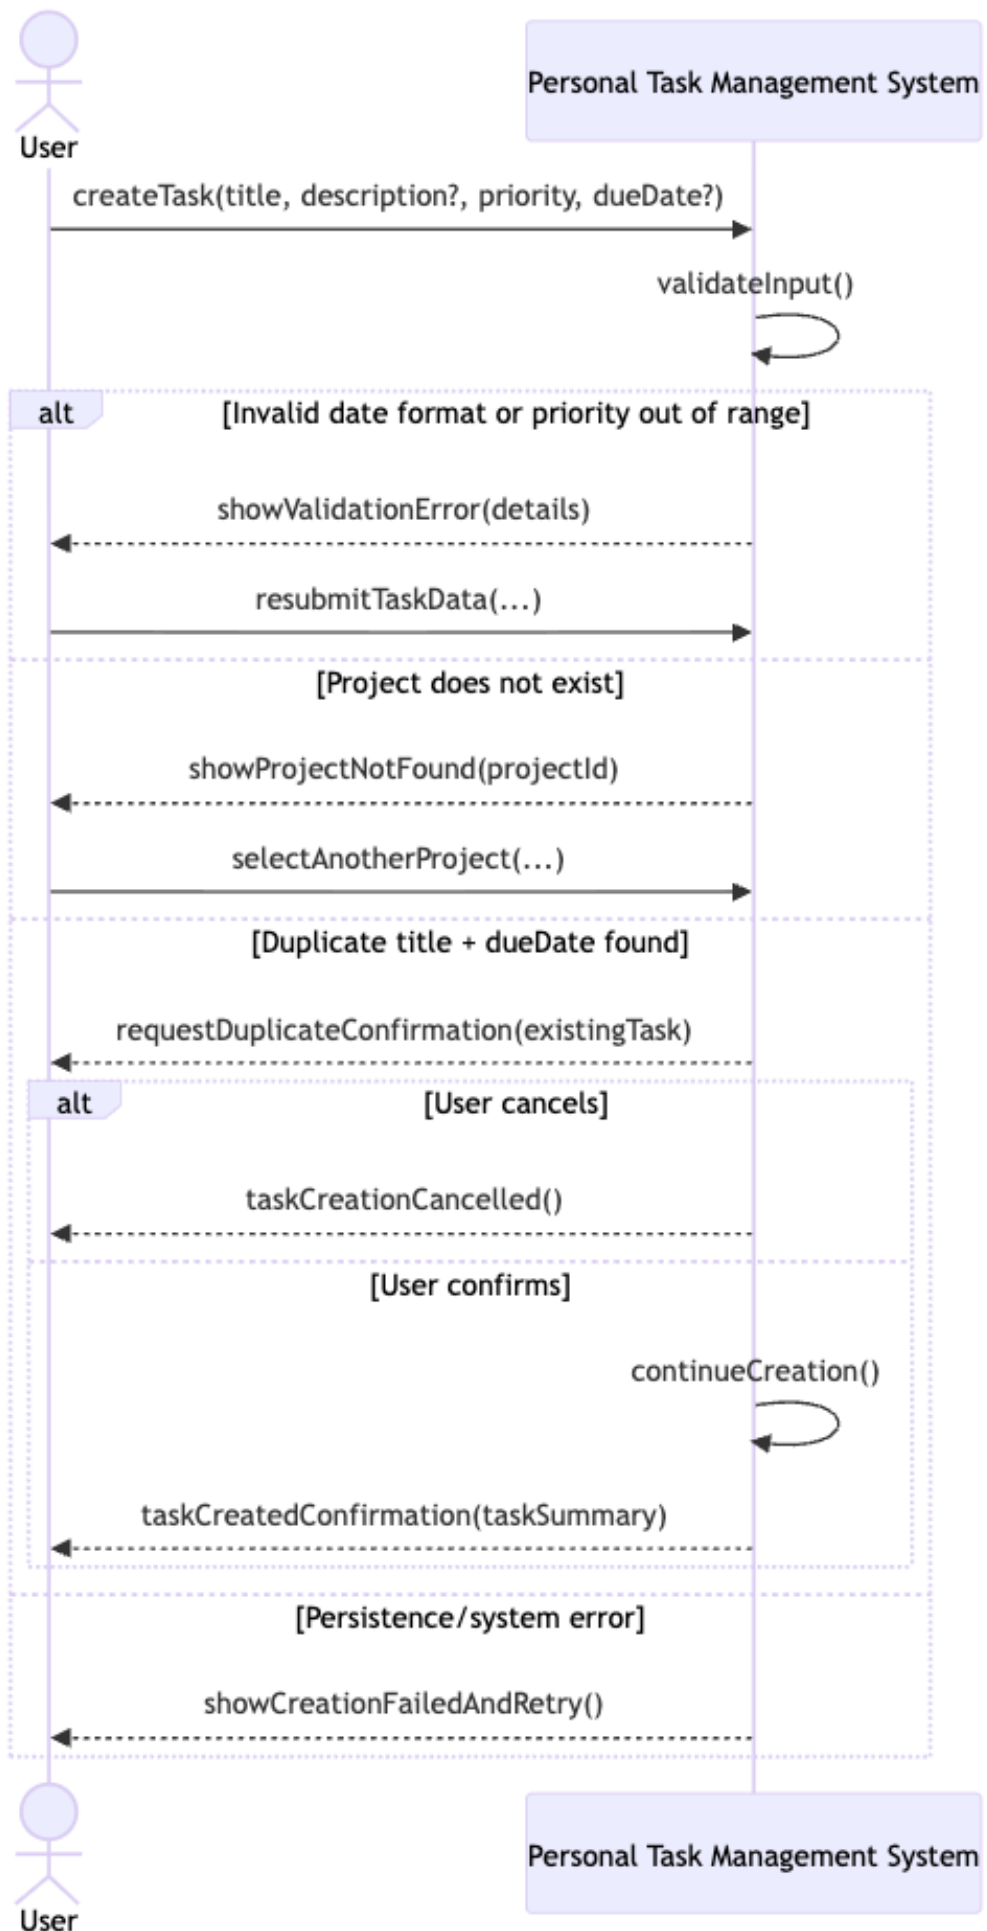 Personal Task Management System
User
createTask(title, description?, priority, dueDate?)
validateInput()
alt
[Invalid date format or priority out of range]
showValidationError(details)
resubmitTaskData(...)
[Project does not exist]
showProjectNotFound(projectId)
selectAnotherProject(...)
[Duplicate title + dueDate found]
requestDuplicateConfirmation(existingTask)
alt
[User cancels]
taskCreationCancelled()
[User confirms]
continueCreation()
taskCreatedConfirmation(taskSummary)
[Persistence/system error]
showCreationFailedAndRetry()
Personal Task Management System
User